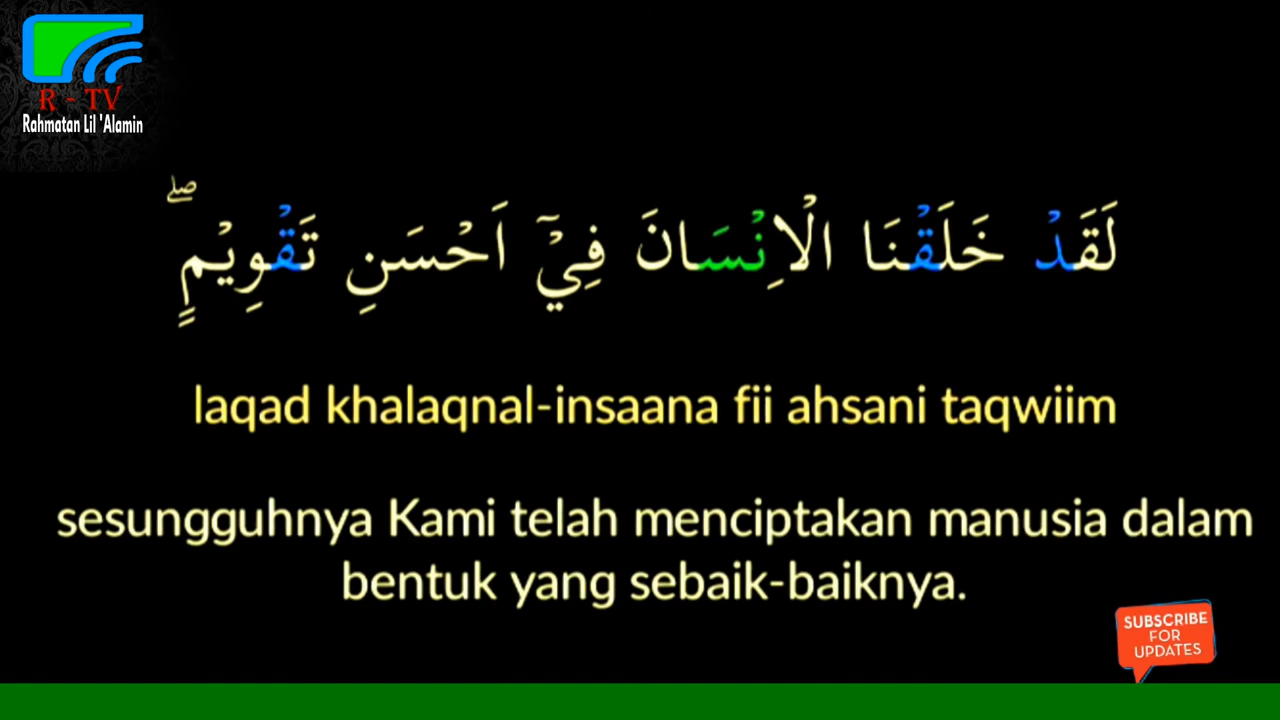 R - TV
Rahmatan Lil 'Alamin
لَقَدْ خَلَقْنَا الْاِنْسَانَ فِيْٓ اَحْسَنِ تَقْوِيْمٍۖ
laqad khalaqnal-insaana fii ahsani taqwiim
sesungguhnya Kami telah menciptakan manusia dalam
bentuk yang sebaik-baiknya.
SUBSCRIBE
FOR
UPDATES